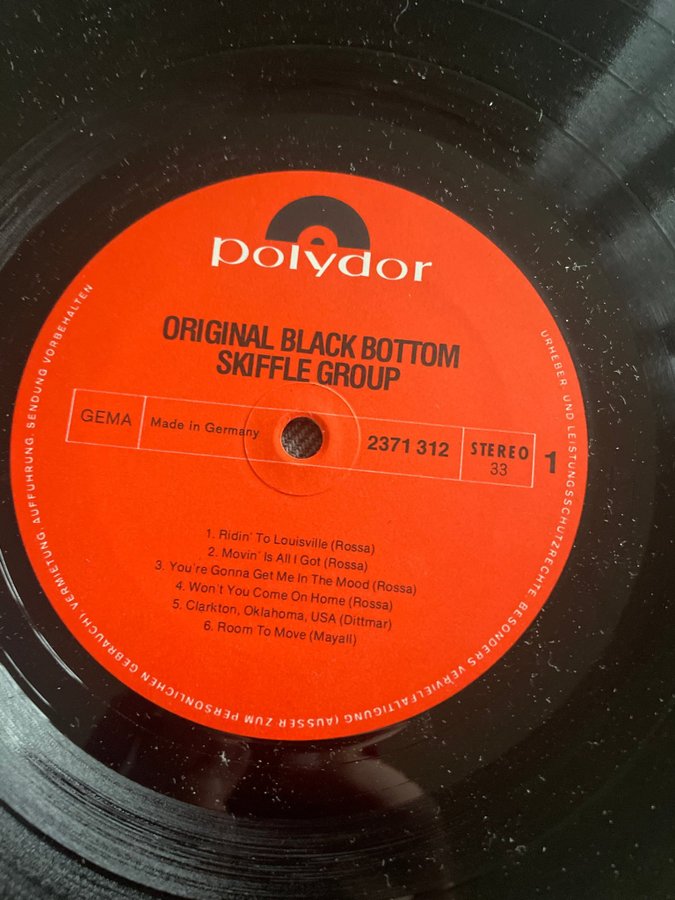 polydor
ORIGINAL BLACK BOTTOM
SKIFFLE GROUP
GEMA
Made in Germany
2371 312
STEREO
33
1
1. Ridin' To Louisville (Rossa)
2. Movin' Is All I Got (Rossa)
3. You're Gonna Get Me In The Mood (Rossa)
4. Won't You Come On Home (Rossa)
5. Clarkton, Oklahoma, USA (Dittmar)
6. Room To Move (Mayall)
URHEBER- UND LEISTUNGSSCHUTZRECHTE BESONDERS VERVIELFÄLTIGUNG (AUSSER ZUM PERSÖNLICHEN GEBRAUCH) VERMIETUNG, AUFFÜHRUNG, SENDUNG VORBEHALTEN